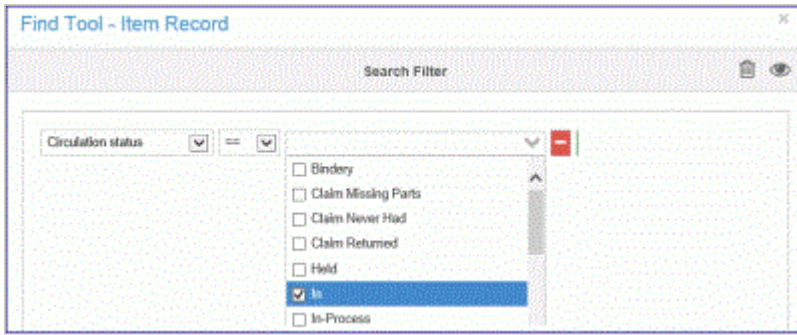 Find Tool - Item Record
Search Filter
Circulation status == 
Bindery
Claim Missing Parts
Claim Never Had
Claim Returned
Held
In
In-Process